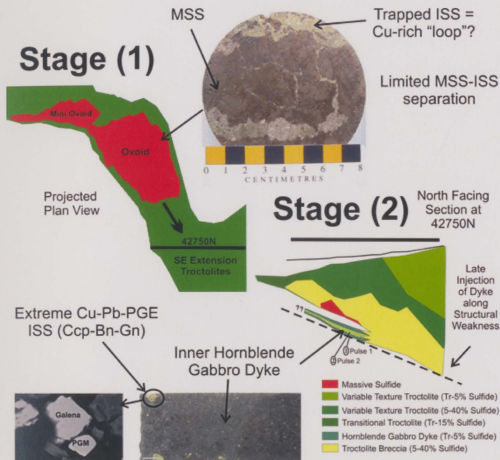 MSS
Trapped ISS =
Cu-rich "loop"?
Stage (1)
Limited MSS-ISS
separation
Mini Ovoid
Ovoid
0 1 2 3 4 5 6 7 8
CENTIMETRES
Projected
Plan View
42750N
SE Extension
Troctolites
Stage (2)
North Facing
Section at
42750N
Late
Injection of
Dyke along
Structural
Weakness
Extreme Cu-Pb-PGE
ISS (Ccp-Bn-Gn)
??
Pulse 1
Pulse 2
Inner Hornblende
Gabbro Dyke
Galena
PGM
Massive Sulfide
Variable Texture Troctolite (Tr-5% Sulfide)
Variable Texture Troctolite (5-40% Sulfide)
Transitional Troctolite (Tr-15% Sulfide)
Hornblende Gabbro Dyke (Tr-5% Sulfide)
Troctolite Breccia (5-40% Sulfide)